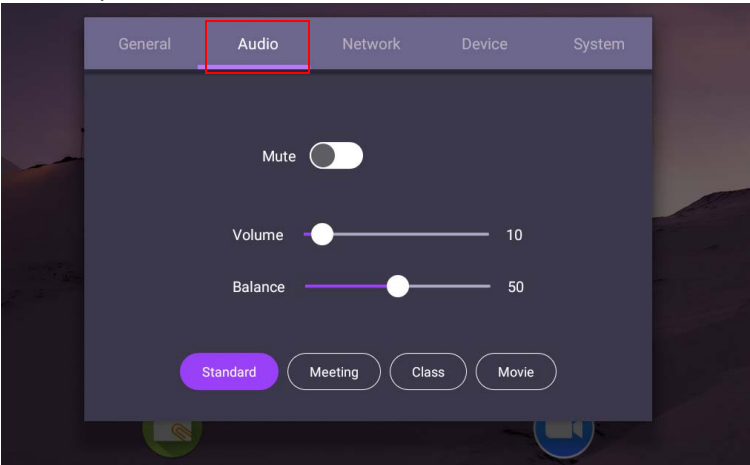 General Audio Network Device System
Mute
Volume 10
Balance 50
Standard Meeting Class Movie